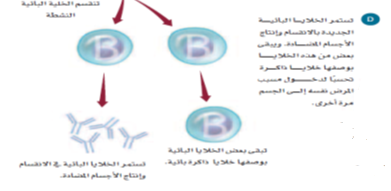 تنقسم الخلية البائية
النشطة
B
B
D
تستمر الخلايا البائية
الجديدة بالانقسام وإنتاج
الأجسام المضادة. ويبقى
بعض من هذه الخلايا
بوصفها خلايا ذاكرة
تحسبًا لدخول مسبب
المرض نفسه إلى الجسم
مرة أخرى.
B
تستمر الخلايا البائية في الانقسام
وإنتاج الأجسام المضادة.
تبقى بعض الخلايا البائية
بوصفها خلايا ذاكرة بائية.